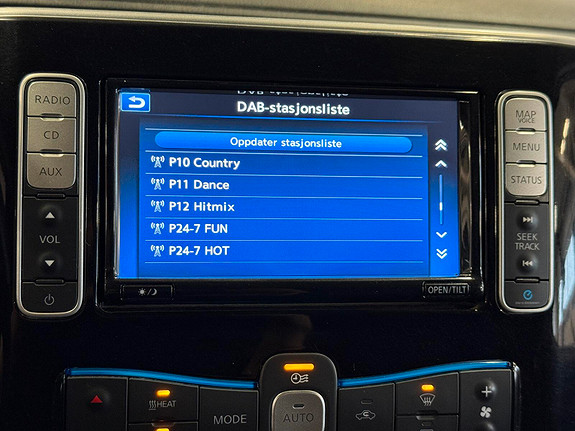 RADIO
CD
AUX
VOL
DAB-stasjonsliste
Oppdater stasjonsliste
P10 Country
P11 Dance
P12 Hitmix
P24-7 FUN
P24-7 HOT
OPEN/TILT
MAP
VOICE
MENU
STATUS
SEEK
TRACK
HEAT
MODE
AUTO